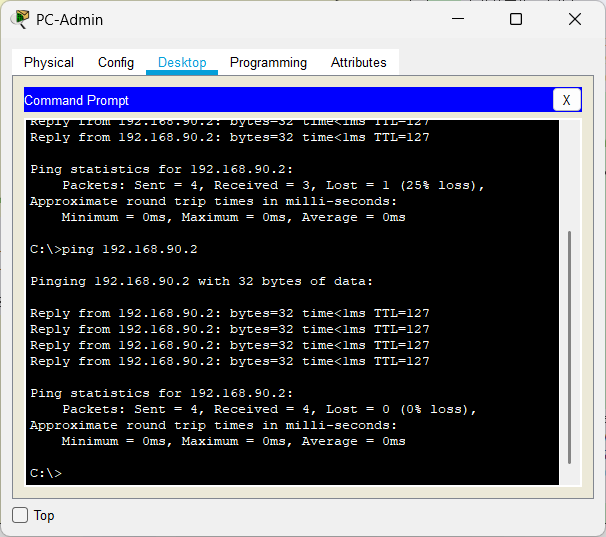 PC-Admin
Physical Config Desktop Programming Attributes
Command Prompt X
Reply from 192.168.90.2: bytes=32 time<1ms TTL=127
Reply from 192.168.90.2: bytes=32 time<1ms TTL=127
Ping statistics for 192.168.90.2:
Packets: Sent = 4, Received = 3, Lost = 1 (25% loss),
Approximate round trip times in milli-seconds:
Minimum = 0ms, Maximum = 0ms, Average = 0ms
C:\>ping 192.168.90.2
Pinging 192.168.90.2 with 32 bytes of data:
Reply from 192.168.90.2: bytes=32 time<1ms TTL=127
Reply from 192.168.90.2: bytes=32 time<1ms TTL=127
Reply from 192.168.90.2: bytes=32 time<1ms TTL=127
Reply from 192.168.90.2: bytes=32 time<1ms TTL=127
Ping statistics for 192.168.90.2:
Packets: Sent = 4, Received = 4, Lost = 0 (0% loss),
Approximate round trip times in milli-seconds:
Minimum = 0ms, Maximum = 0ms, Average = 0ms
C:\>
Top